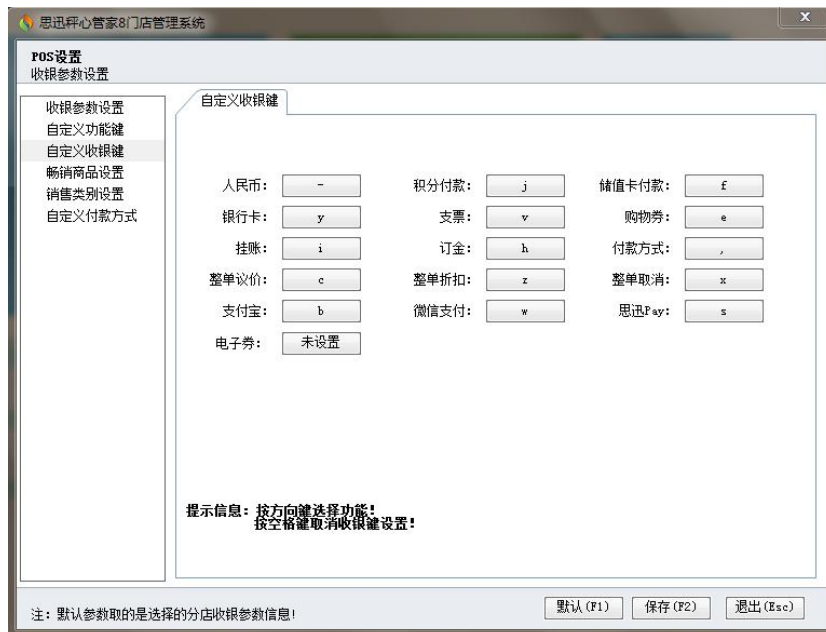 思迅秤心管家8门店管理系统
x
POS设置
收银参数设置
收银参数设置
自定义功能键
自定义收银键
畅销商品设置
销售类别设置
自定义付款方式
自定义收银键
人民币: - 积分付款: j 储值卡付款: f
银行卡: y 支票: v 购物券: e
挂账: i 订金: h 付款方式: ,
整单议价: c 整单折扣: z 整单取消: x
支付宝: b 微信支付: w 思迅Pay: s
电子券: 未设置
提示信息: 按方向键选择功能!
按空格键取消收银键设置!
注: 默认参数取的是选择的分店收银参数信息!
默认(F1) 保存(F2) 退出(Esc)